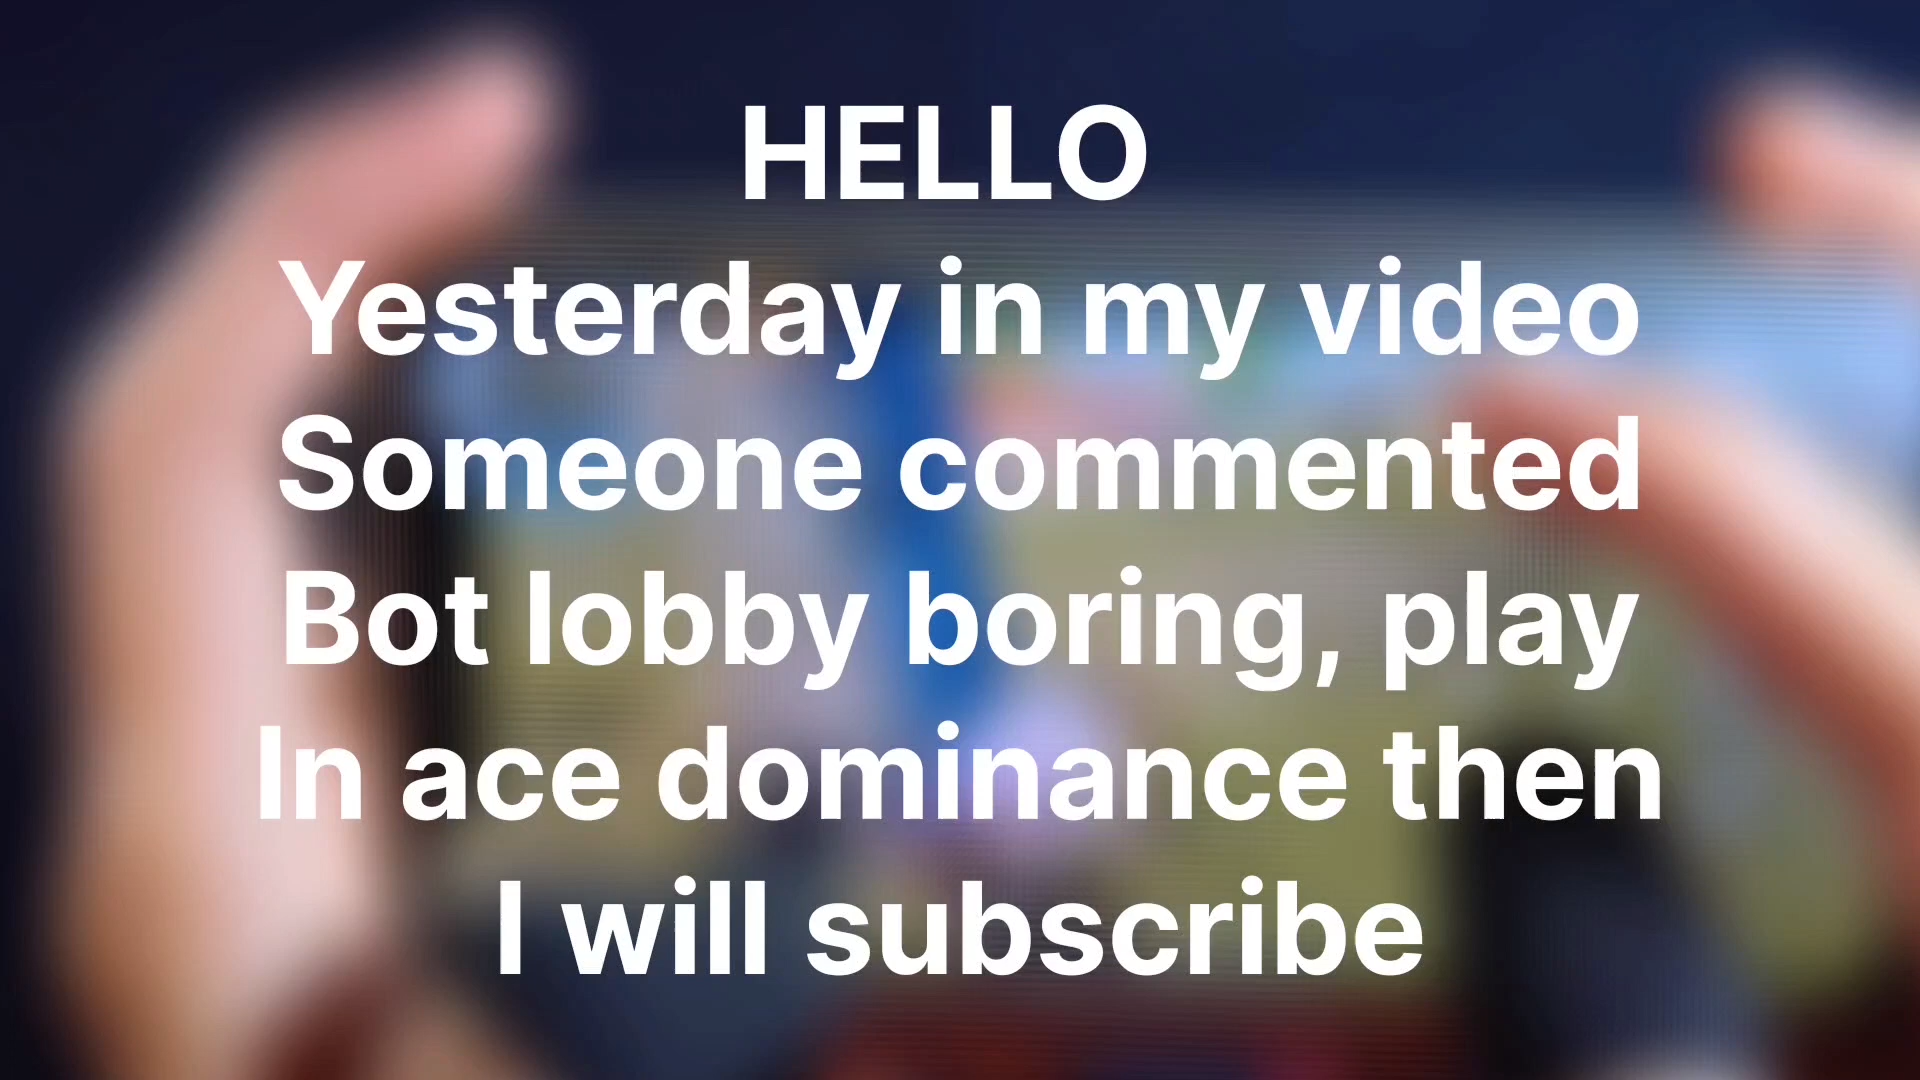 HELLO
Yesterday in my video
Someone commented
Bot lobby boring, play
In ace dominance then
I will subscribe